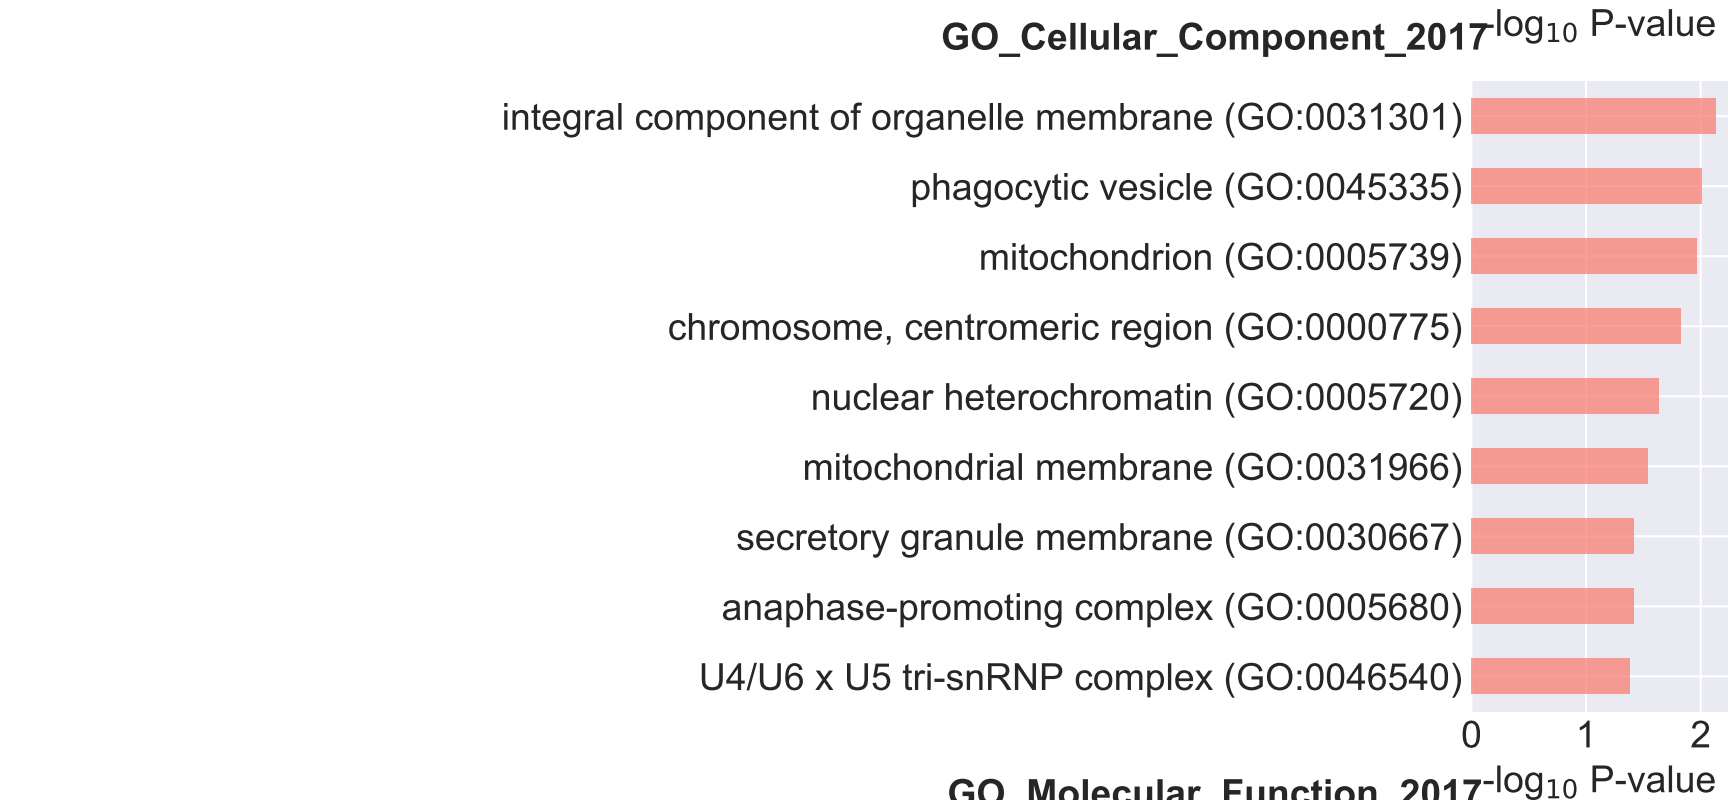 GO_Cellular_Component_2017 -log10 P-value
integral component of organelle membrane (GO:0031301)
phagocytic vesicle (GO:0045335)
mitochondrion (GO:0005739)
chromosome, centromeric region (GO:0000775)
nuclear heterochromatin (GO:0005720)
mitochondrial membrane (GO:0031966)
secretory granule membrane (GO:0030667)
anaphase-promoting complex (GO:0005680)
U4/U6 x U5 tri-snRNP complex (GO:0046540)
0 1 2
GO_Molecular_Function_2017 -log10 P-value